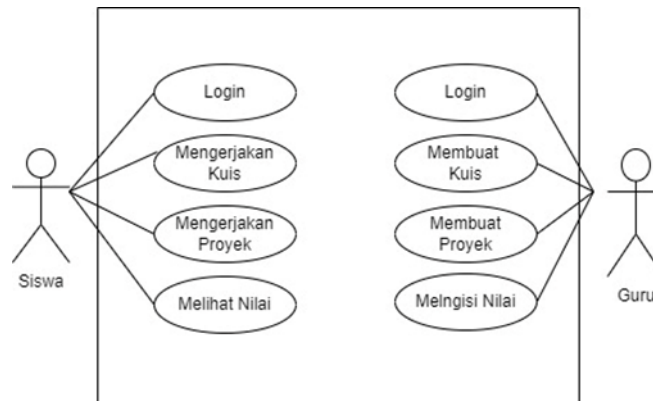 Login
Login
Mengerjakan
Kuis
Membuat
Kuis
Mengerjakan
Proyek
Membuat
Proyek
Siswa
Melihat Nilai
Melngisi Nilai
Guru